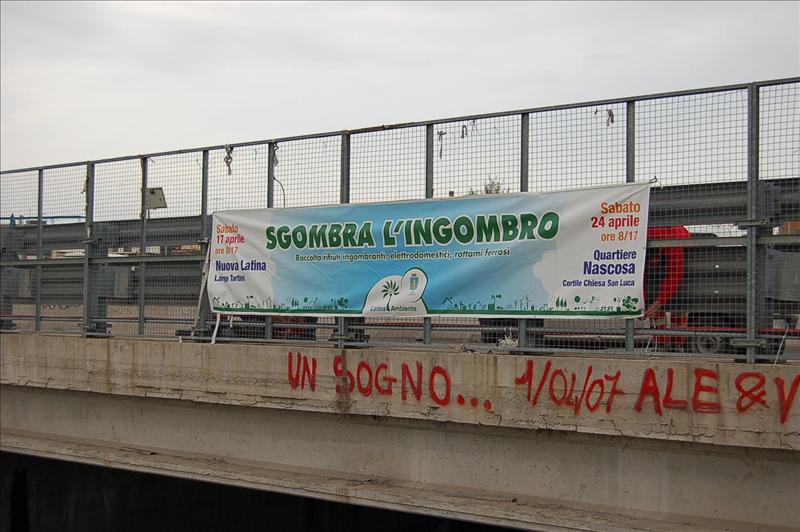 Sabato
17 aprile
ore 8/17
Nuova Latina
Largo Tartini
SGOMBRA L'INGOMBRO
Raccolta rifiuti ingombranti, elettrodomestici, rottami ferrosi
Latina Ambiente
Sabato
24 aprile
ore 8/17
Quartiere
Nascosa
Cortile Chiesa San Luca
UN SOGNO... 1/04/07 ALE & V